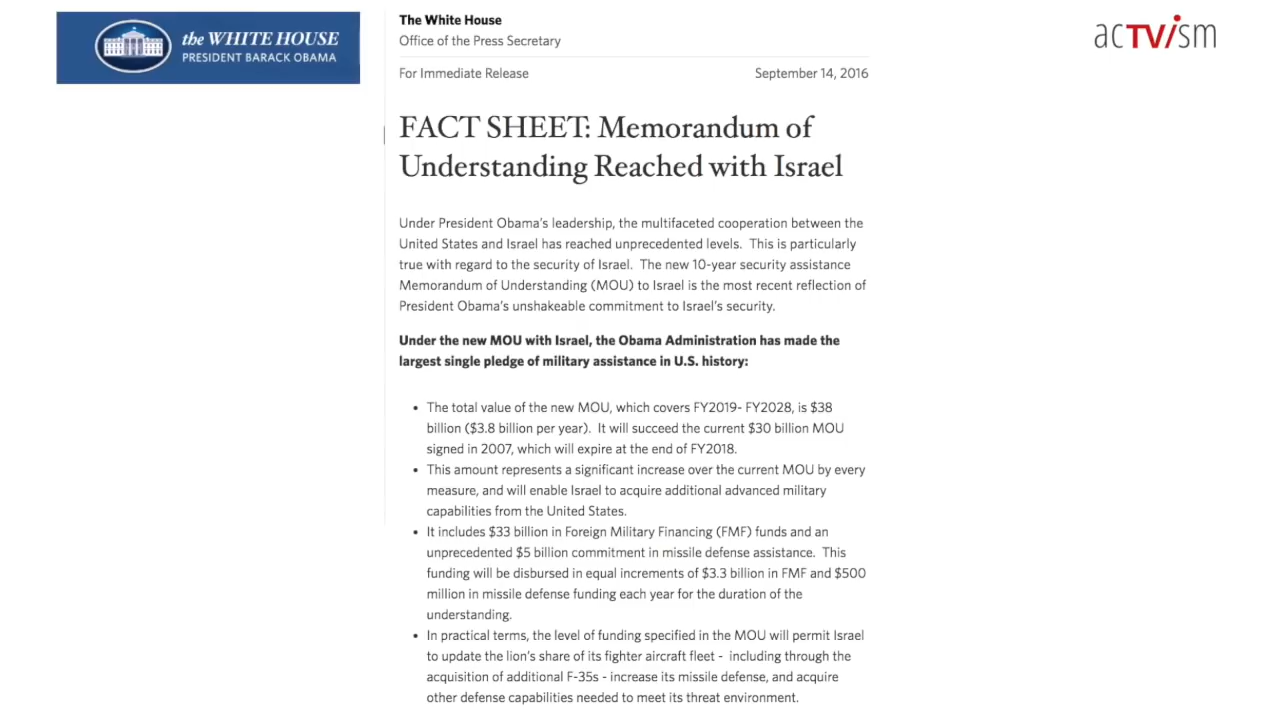 the WHITE HOUSE
PRESIDENT BARACK OBAMA
The White House
Office of the Press Secretary
For Immediate Release
September 14, 2016
acTVism
FACT SHEET: Memorandum of
Understanding Reached with Israel
Under President Obama's leadership, the multifaceted cooperation between the
United States and Israel has reached unprecedented levels.  This is particularly
true with regard to the security of Israel.  The new 10-year security assistance
Memorandum of Understanding (MOU) to Israel is the most recent reflection of
President Obama's unshakeable commitment to Israel's security.
Under the new MOU with Israel, the Obama Administration has made the
largest single pledge of military assistance in U.S. history:
• The total value of the new MOU, which covers FY2019- FY2028, is $38
billion ($3.8 billion per year).  It will succeed the current $30 billion MOU
signed in 2007, which will expire at the end of FY2018.
• This amount represents a significant increase over the current MOU by every
measure, and will enable Israel to acquire additional advanced military
capabilities from the United States.
• It includes $33 billion in Foreign Military Financing (FMF) funds and an
unprecedented $5 billion commitment in missile defense assistance.  This
funding will be disbursed in equal increments of $3.3 billion in FMF and $500
million in missile defense funding each year for the duration of the
understanding.
• In practical terms, the level of funding specified in the MOU will permit Israel
to update the lion's share of its fighter aircraft fleet -  including through the
acquisition of additional F-35s - increase its missile defense, and acquire
other defense capabilities needed to meet its threat environment.